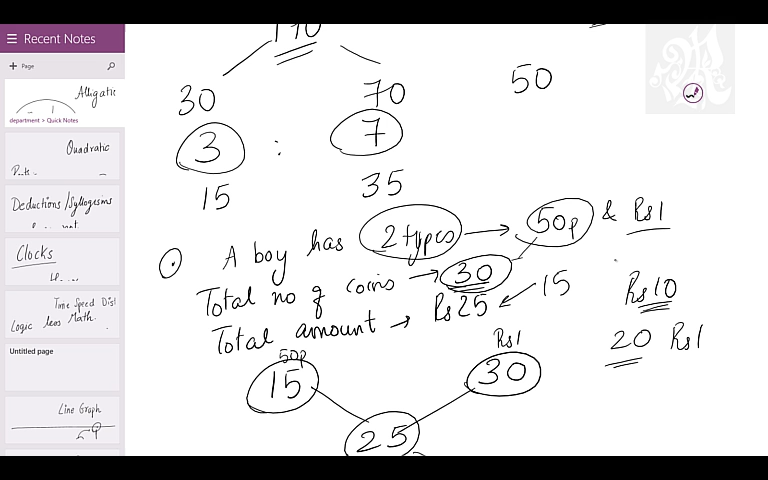 Recent Notes
+ Page
Alligatio
department > Quick Notes
Quadratic
Deductions/Syllogisms
Clocks
Time Speed Dist
Logic less Math.
Untitled page
Line Graph
30 70 50
3 : 7
15 35
A boy has 2 types → 50p & Rs1
Total no of coins → 30
Total amount → Rs25 15 Rs10
20 Rs1
50p Rs1
15 30
25